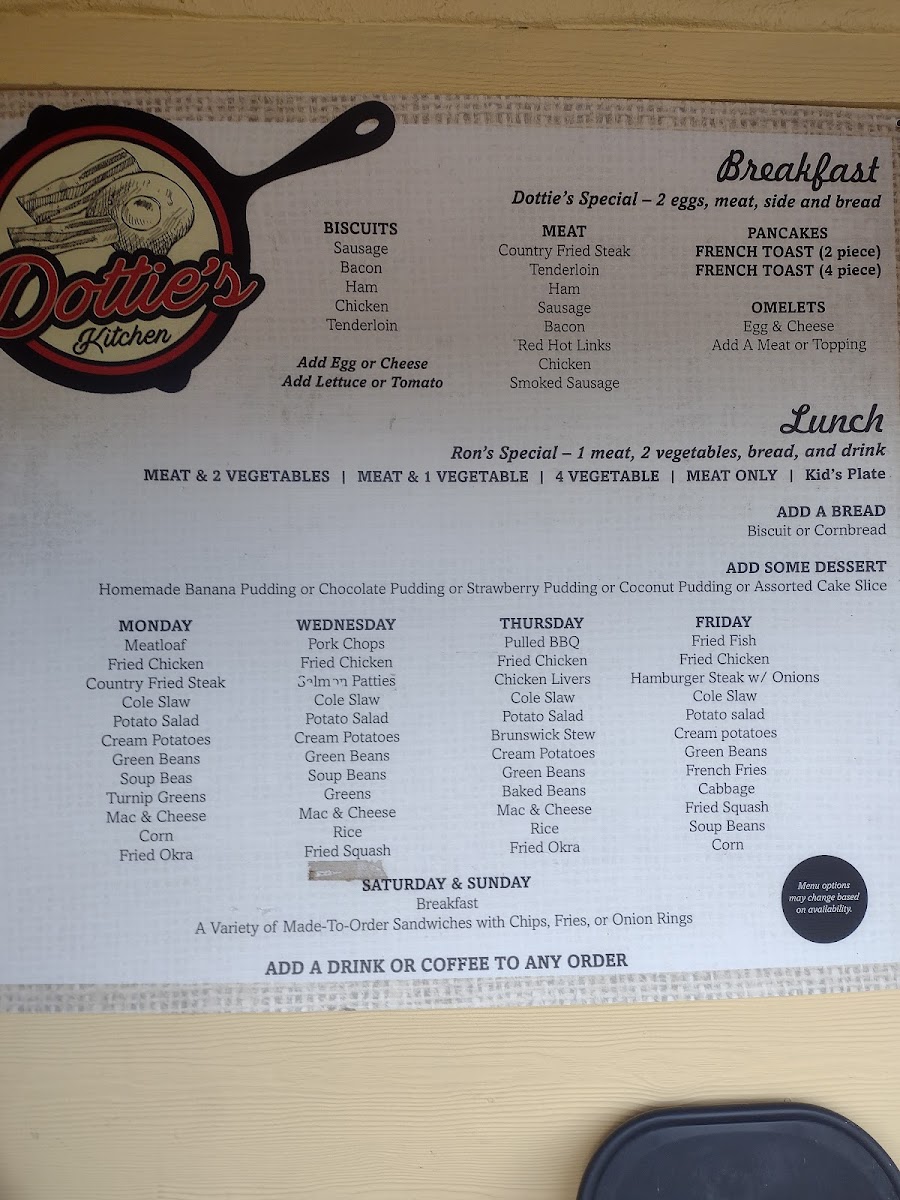 Dottie's
Kitchen
Breakfast
Dottie's Special – 2 eggs, meat, side and bread
BISCUITS
Sausage
Bacon
Ham
Chicken
Tenderloin
Add Egg or Cheese
Add Lettuce or Tomato
MEAT
Country Fried Steak
Tenderloin
Ham
Sausage
Bacon
Red Hot Links
Chicken
Smoked Sausage
PANCAKES
FRENCH TOAST (2 piece)
FRENCH TOAST (4 piece)
OMELETS
Egg & Cheese
Add A Meat or Topping
Lunch
Ron's Special – 1 meat, 2 vegetables, bread, and drink
MEAT & 2 VEGETABLES | MEAT & 1 VEGETABLE | 4 VEGETABLE | MEAT ONLY | Kid's Plate
ADD A BREAD
Biscuit or Cornbread
ADD SOME DESSERT
Homemade Banana Pudding or Chocolate Pudding or Strawberry Pudding or Coconut Pudding or Assorted Cake Slice
MONDAY
Meatloaf
Fried Chicken
Country Fried Steak
Cole Slaw
Potato Salad
Cream Potatoes
Green Beans
Soup Beas
Turnip Greens
Mac & Cheese
Corn
Fried Okra
WEDNESDAY
Pork Chops
Fried Chicken
Salmon Patties
Cole Slaw
Potato Salad
Cream Potatoes
Green Beans
Soup Beans
Greens
Mac & Cheese
Rice
Fried Squash
THURSDAY
Pulled BBQ
Fried Chicken
Chicken Livers
Cole Slaw
Potato Salad
Brunswick Stew
Cream Potatoes
Green Beans
Baked Beans
Mac & Cheese
Rice
Fried Okra
FRIDAY
Fried Fish
Fried Chicken
Hamburger Steak w/ Onions
Cole Slaw
Potato salad
Cream potatoes
Green Beans
French Fries
Cabbage
Fried Squash
Soup Beans
Corn
SATURDAY & SUNDAY
Breakfast
A Variety of Made-To-Order Sandwiches with Chips, Fries, or Onion Rings
Menu options
may change based
on availability.
ADD A DRINK OR COFFEE TO ANY ORDER